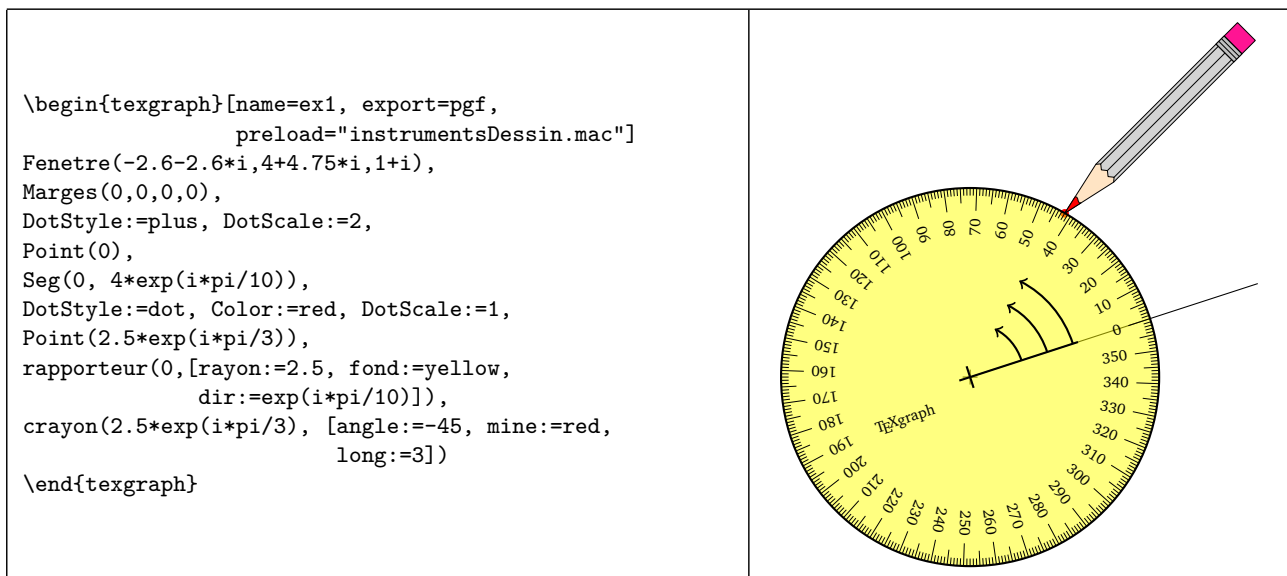 \begin{texgraph}[name=ex1, export=pgf,
preload="instrumentsDessin.mac"]
Fenetre(-2.6-2.6*i,4+4.75*i,1+i),
Marges(0,0,0,0),
DotStyle:=plus, DotScale:=2,
Point(0),
Seg(0, 4*exp(i*pi/10)),
DotStyle:=dot, Color:=red, DotScale:=1,
Point(2.5*exp(i*pi/3)),
rapporteur(0,[rayon:=2.5, fond:=yellow,
dir:=exp(i*pi/10)]),
crayon(2.5*exp(i*pi/3), [angle:=-45, mine:=red,
long:=3])
\end{texgraph}
0
10
20
30
40
50
60
70
80
90
100
110
120
130
140
150
160
170
180
190
200
210
220
230
240
250
260
270
280
290
300
310
320
330
340
350
TEXgraph